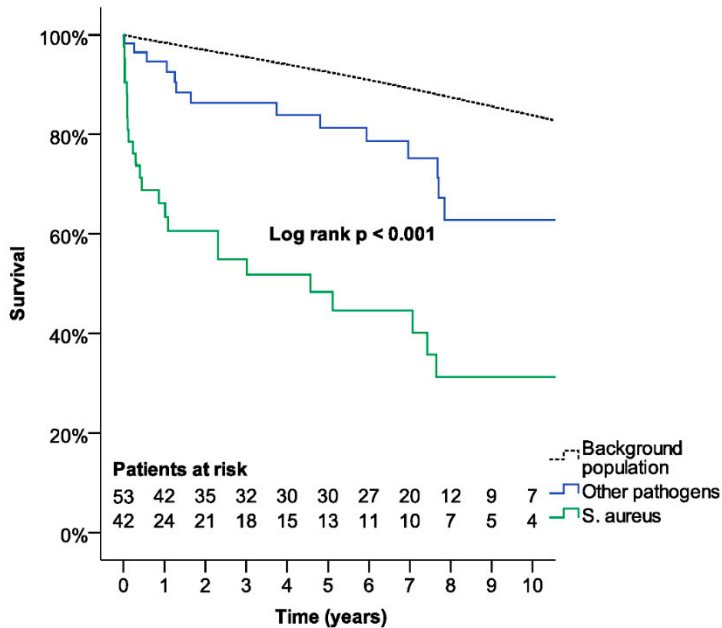 100%
80%
60%
40%
20%
0%
Survival
Log rank p < 0.001
Patients at risk
53 42 35 32 30 30 27 20 12 9 7
42 24 21 18 15 13 11 10 7 5 4
0 1 2 3 4 5 6 7 8 9 10
Time (years)
Background
population
Other pathogens
S. aureus